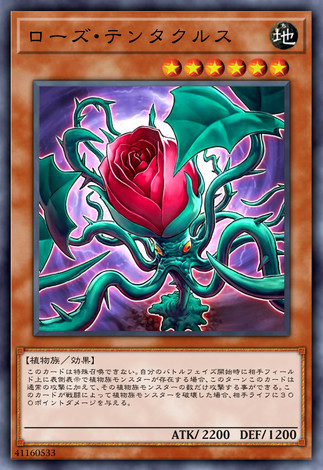 ローズ・テンタクルス
地
【植物族／効果】
このカードは特殊召喚できない。自分のバトルフェイズ開始時に相手フィール
ド上に表側表示で植物族モンスターが存在する場合、このターンこのカードは
通常の攻撃に加えて、その植物族モンスターの数だけ攻撃する事ができる。こ
のカードが戦闘によって植物族モンスターを破壊した場合、相手ライフに３０
０ポイントダメージを与える。
ATK/ 2200 DEF/1200
41160533